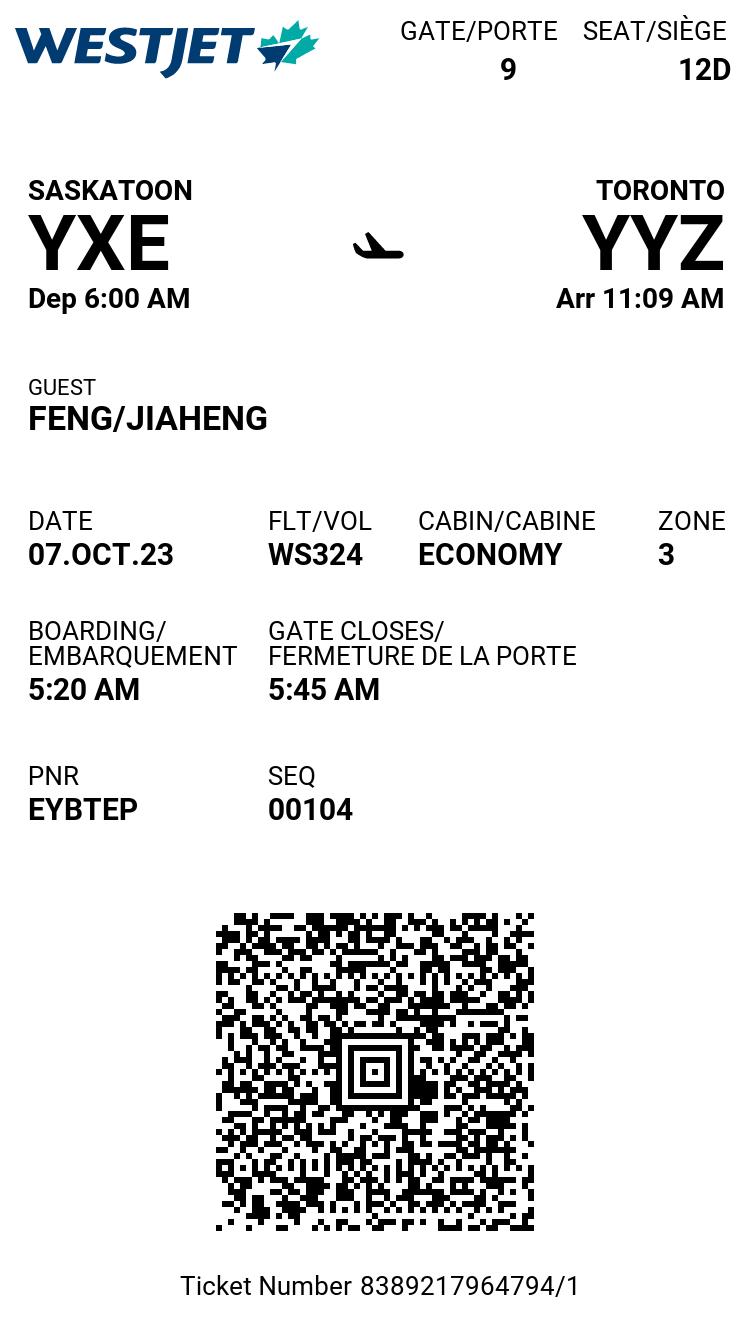 WESTJET
GATE/PORTE SEAT/SIÈGE
9 12D
SASKATOON TORONTO
YXE YYZ
Dep 6:00 AM Arr 11:09 AM
GUEST
FENG/JIAHENG
DATE FLT/VOL CABIN/CABINE ZONE
07.OCT.23 WS324 ECONOMY 3
BOARDING/ GATE CLOSES/
EMBARQUEMENT FERMETURE DE LA PORTE
5:20 AM 5:45 AM
PNR SEQ
EYBTEP 00104
Ticket Number 8389217964794/1